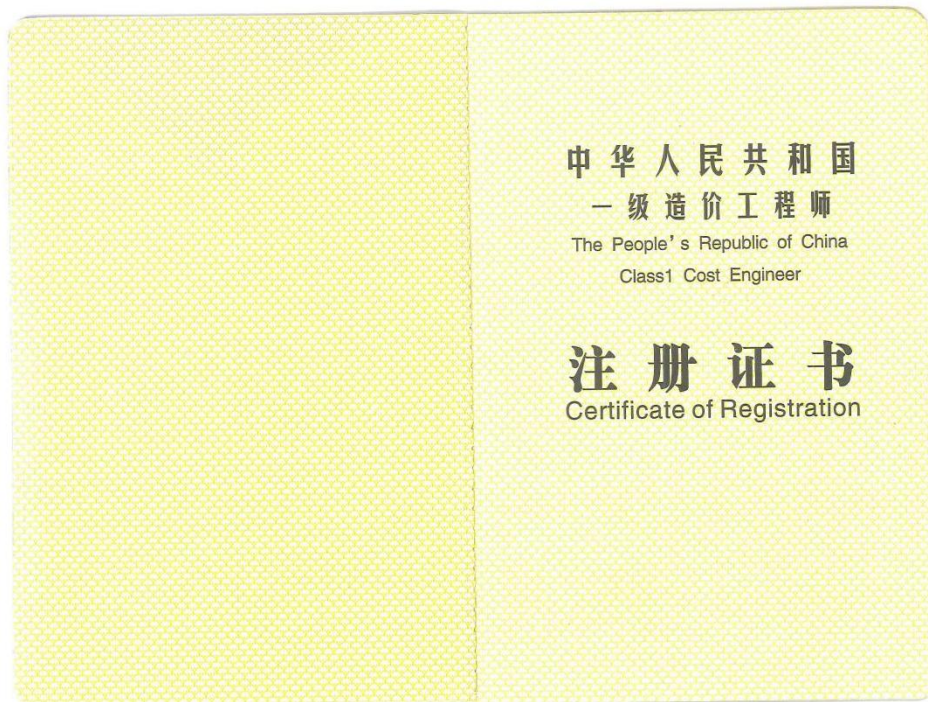 中华人民共和国
一级造价工程师
The People's Republic of China
Class1 Cost Engineer
注册证书
Certificate of Registration